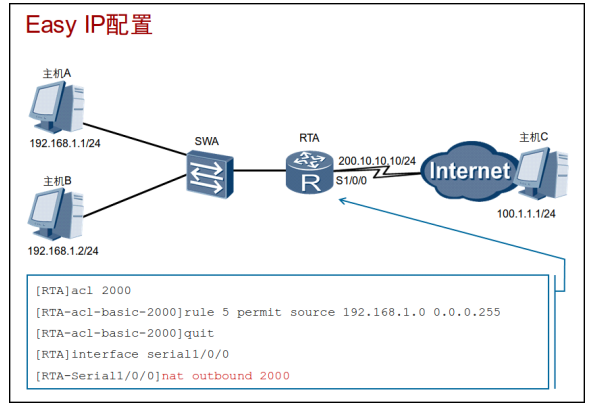 Easy IP配置
主机A
192.168.1.1/24
SWA
RTA
200.10.10.10/24
S1/0/0
R
Internet
主机C
100.1.1.1/24
主机B
192.168.1.2/24
[RTA]acl 2000
[RTA-acl-basic-2000]rule 5 permit source 192.168.1.0 0.0.0.255
[RTA-acl-basic-2000]quit
[RTA]interface serial1/0/0
[RTA-Serial1/0/0]nat outbound 2000